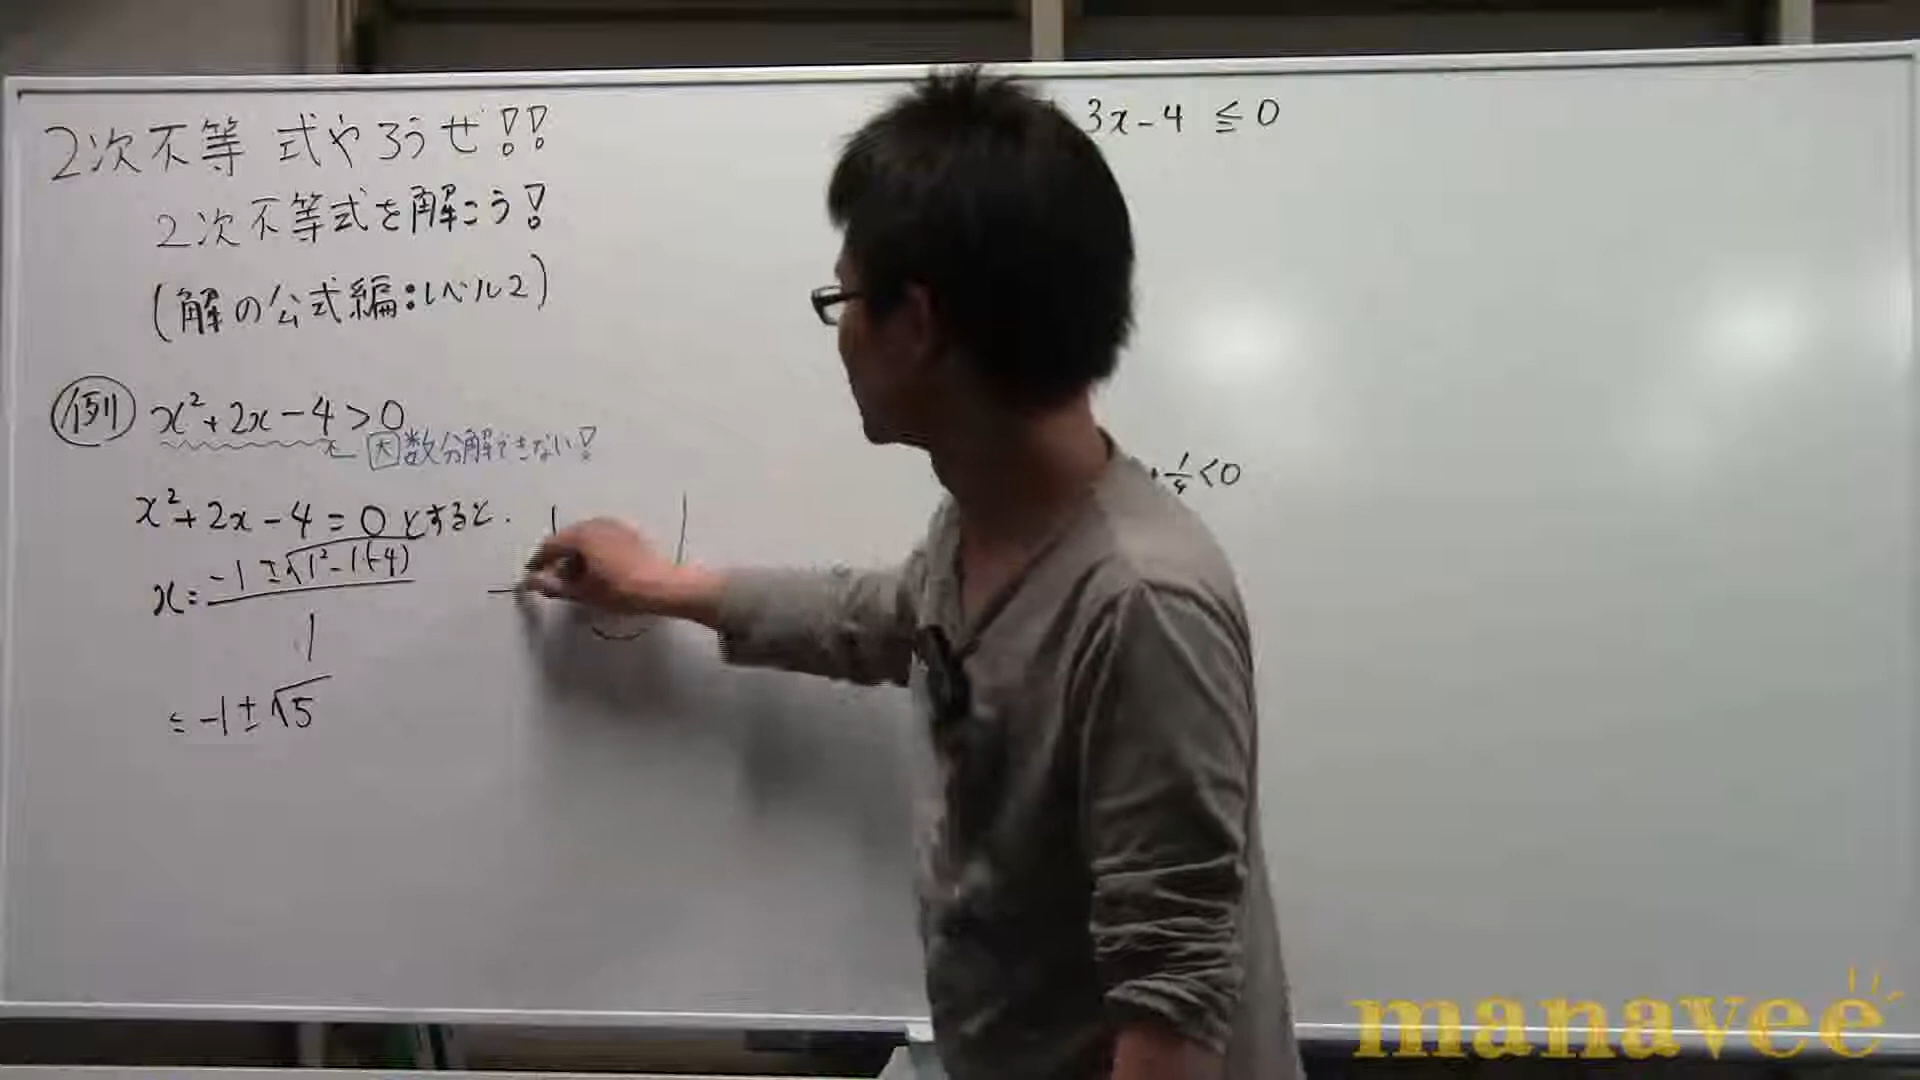 2次不等式やろうぜ!!
2次不等式を解こう!
(解の公式編:レベル2)
例 x²+2x-4>0
因数分解できない!
x²+2x-4=0とすると.
x= -1±√1²-1(-4) / 1
= -1±√5
3x-4 ≦ 0
+ 1/4 < 0
manavee